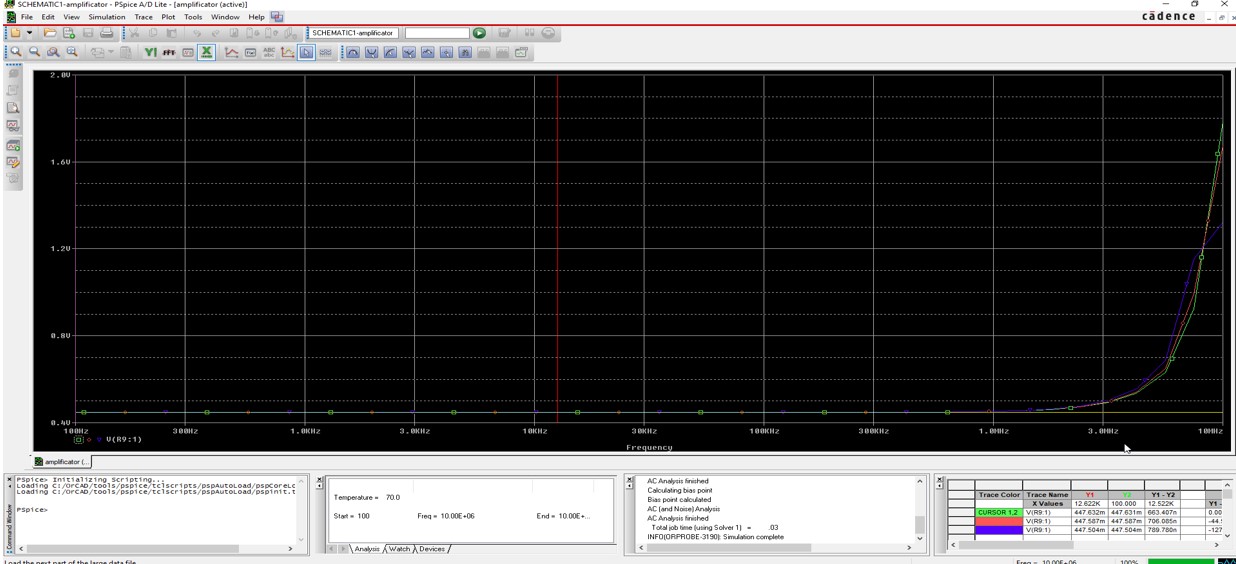 SCHEMATIC1-amplificator - PSpice A/D Lite - [amplificator (active)]
File Edit View Simulation Trace Plot Tools Window Help
cādence
SCHEMATIC1-amplificator
2.0V
1.6V
1.2V
0.8V
0.4V
100Hz 300Hz 1.0KHz 3.0KHz 10KHz 30KHz 100KHz 300KHz 1.0MHz 3.0MHz 10MHz
V(R9:1)
Frequency
amplificator (...
PSpice> Initializing Scripting...
Loading C:/OrCAD/tools/pspice/tclscripts/pspAutoLoad/pspCoreLo
Loading C:/OrCAD/tools/pspice/tclscripts/pspAutoLoad/pspinit.t
PSpice>
Command Window
Temperature = 70.0
Start = 100 Freq = 10.00E+06 End = 10.00E+...
Analysis Watch Devices
AC Analysis finished
Calculating bias point
Bias point calculated
AC (and Noise) Analysis
AC Analysis finished
Total job time (using Solver 1) = .03
INFO(ORPROBE-3190): Simulation complete
Trace Color Trace Name Y1 Y2 Y1 - Y2
X Values 12.622K 100.000 12.522K Y1 -
CURSOR 1,2 V(R9:1) 447.632m 447.631m 663.407n 0.00
V(R9:1) 447.587m 447.587m 706.085n -44.
V(R9:1) 447.504m 447.504m 789.780n -127
Load the next part of the large data file
Freq = 10.00E+06 100%